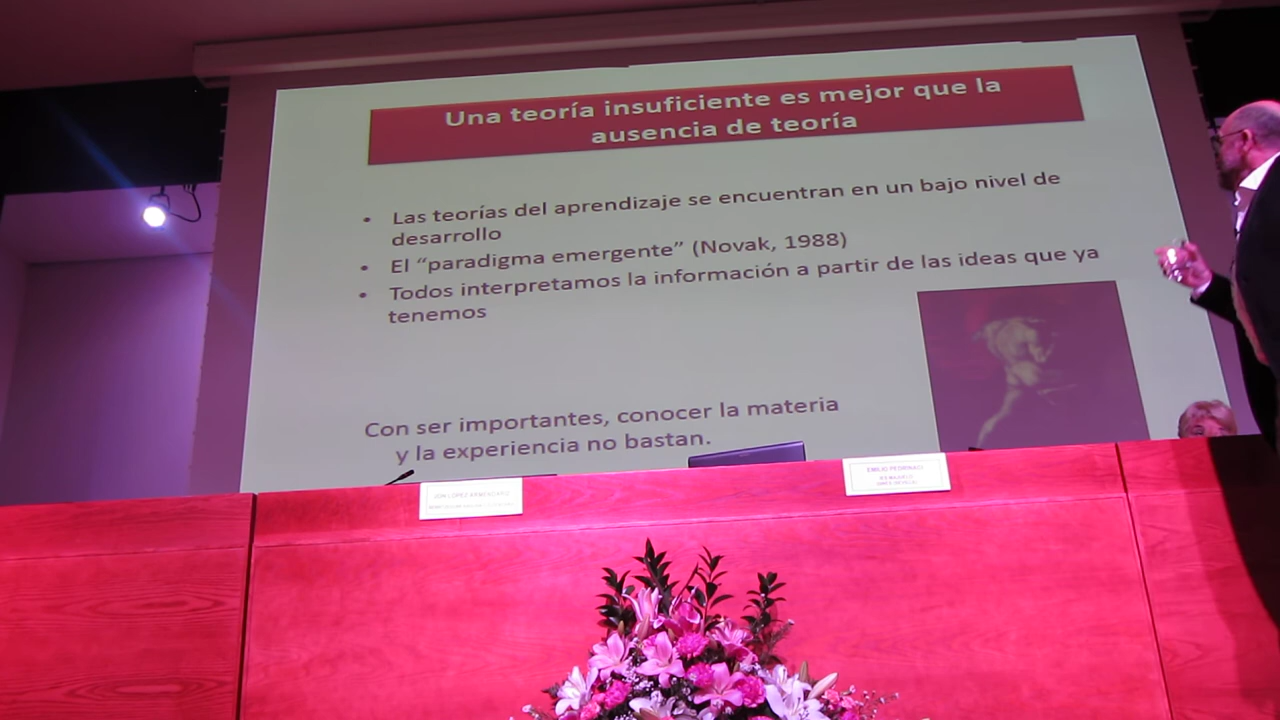 Una teoría insuficiente es mejor que la
ausencia de teoría
• Las teorías del aprendizaje se encuentran en un bajo nivel de
desarrollo
• El “paradigma emergente” (Novak, 1988)
• Todos interpretamos la información a partir de las ideas que ya
tenemos
Con ser importantes, conocer la materia
y la experiencia no bastan.
JON LÓPEZ
EMILIO PEDRINACI